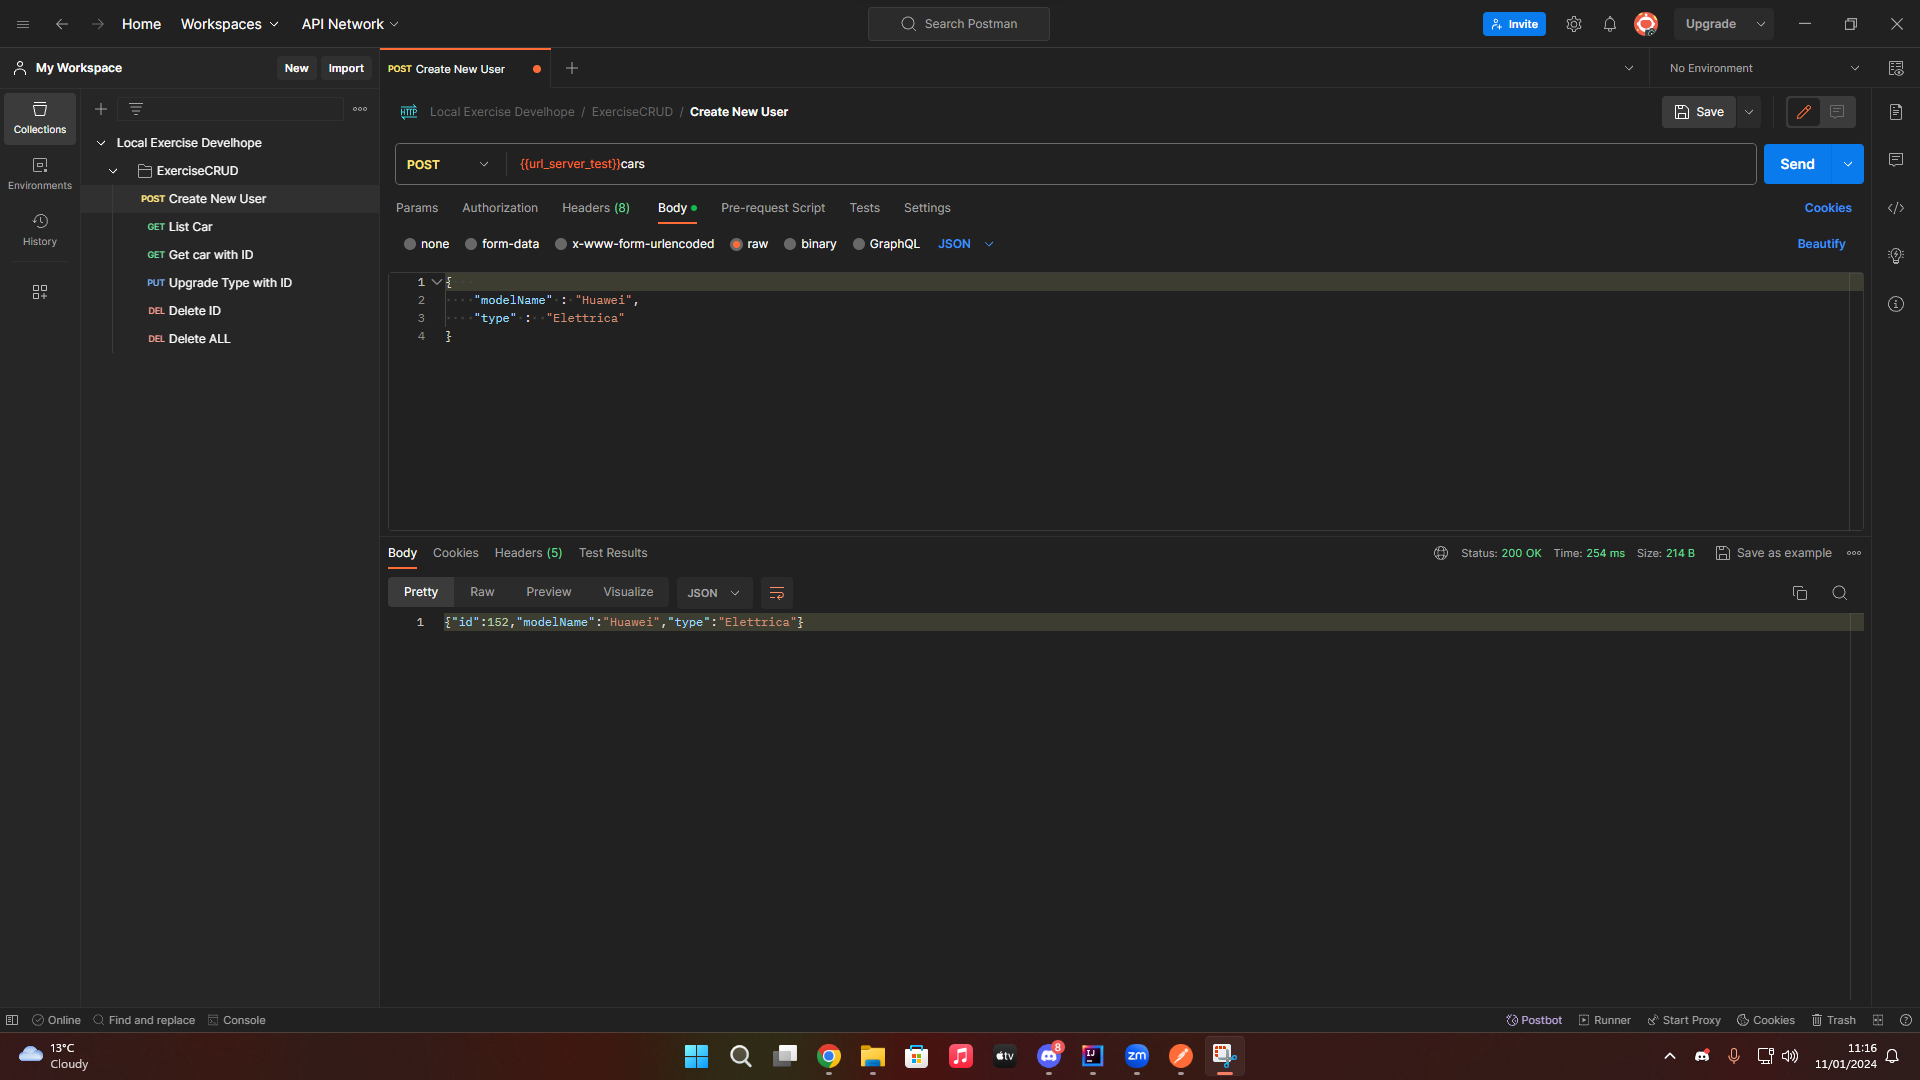 Home Workspaces API Network Search Postman Invite Upgrade
My Workspace New Import POST Create New User No Environment
Collections
Environments
History
Local Exercise Develhope
ExerciseCRUD
POST Create New User
GET List Car
GET Get car with ID
PUT Upgrade Type with ID
DEL Delete ID
DEL Delete ALL
HTTP Local Exercise Develhope / ExerciseCRUD / Create New User Save
POST {{url_server_test}}cars Send
Params Authorization Headers (8) Body Pre-request Script Tests Settings Cookies
none form-data x-www-form-urlencoded raw binary GraphQL JSON Beautify
1 {
2 "modelName" : "Huawei",
3 "type" : "Elettrica"
4 }
Body Cookies Headers (5) Test Results Status: 200 OK Time: 254 ms Size: 214 B Save as example
Pretty Raw Preview Visualize JSON
1 {"id":152,"modelName":"Huawei","type":"Elettrica"}
Online Find and replace Console Postbot Runner Start Proxy Cookies Trash
13°C
Cloudy
tv
8
IJ
zm
11:16
11/01/2024